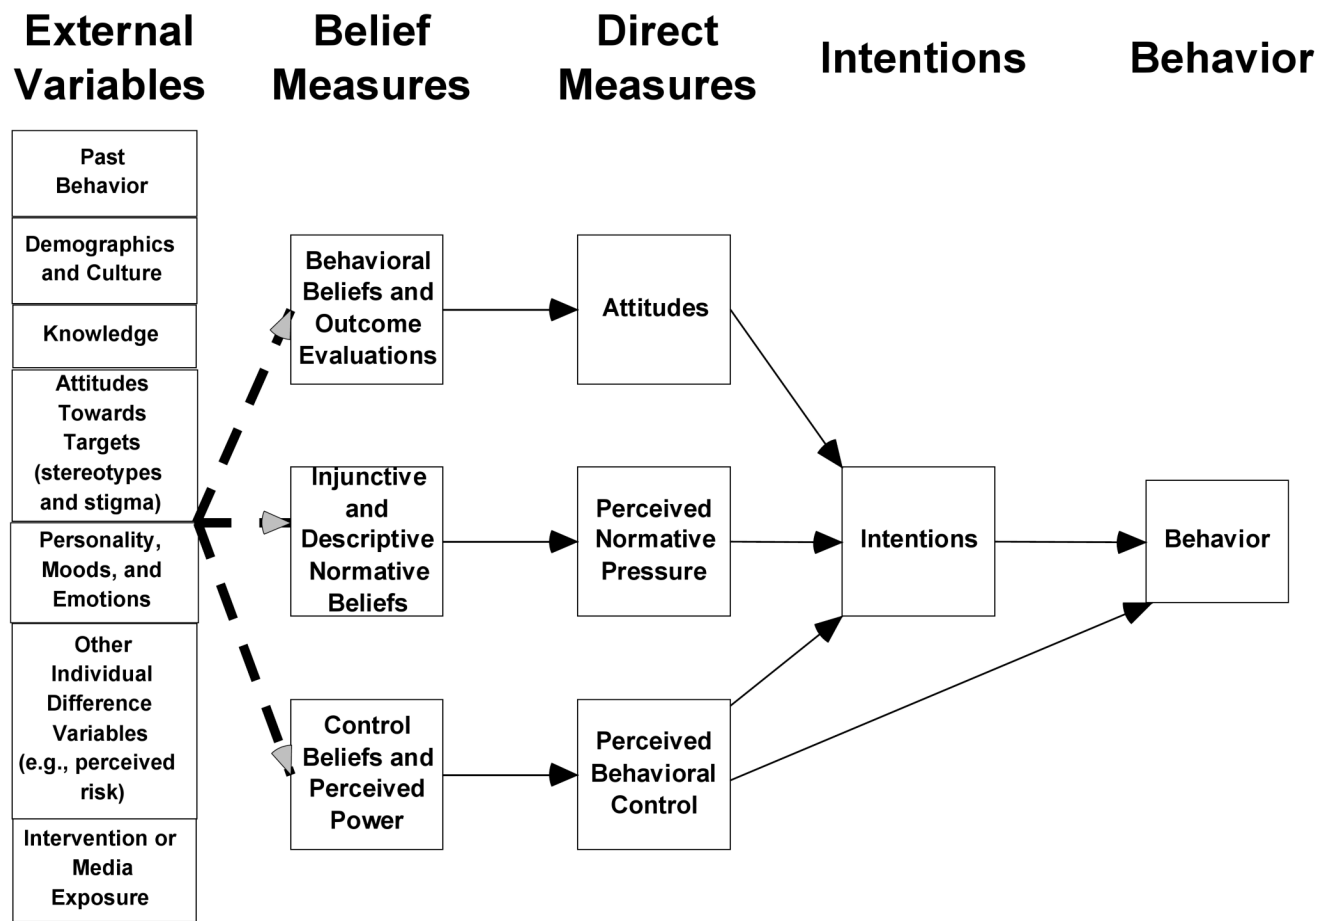 External
Variables
Belief
Measures
Direct
Measures
Intentions
Behavior
Past
Behavior
Demographics
and Culture
Knowledge
Attitudes
Towards
Targets
(stereotypes
and stigma)
Personality,
Moods, and
Emotions
Other
Individual
Difference
Variables
(e.g., perceived
risk)
Intervention or
Media
Exposure
Behavioral
Beliefs and
Outcome
Evaluations
Injunctive
and
Descriptive
Normative
Beliefs
Control
Beliefs and
Perceived
Power
Attitudes
Perceived
Normative
Pressure
Perceived
Behavioral
Control
Intentions
Behavior